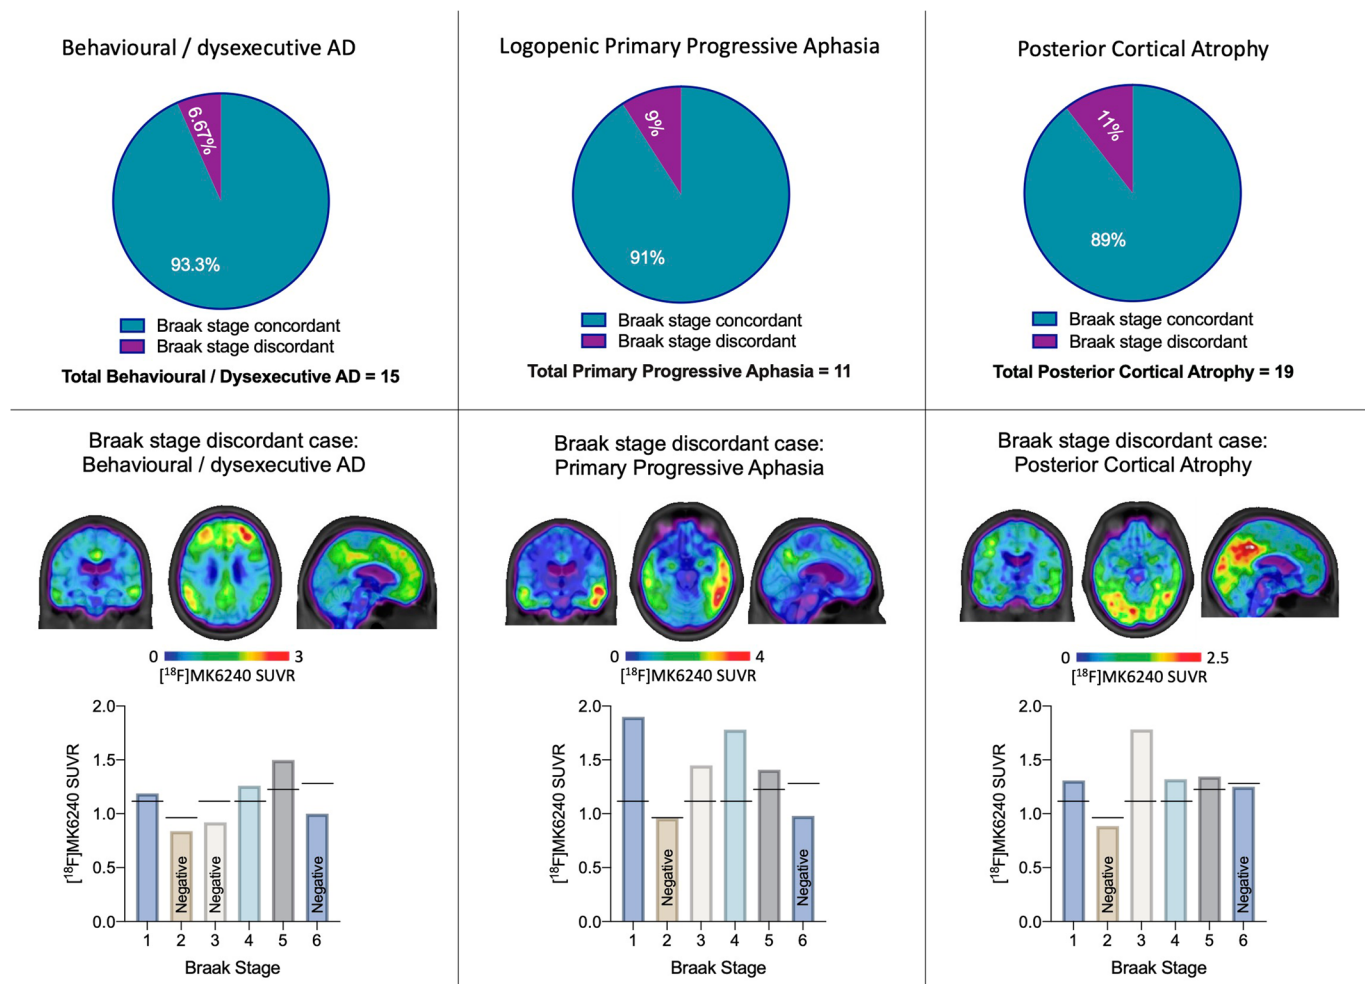 Behavioural / dysexecutive AD
6.67%
93.3%
Braak stage concordant
Braak stage discordant
Total Behavioural / Dysexecutive AD = 15
Logopenic Primary Progressive Aphasia
9%
91%
Braak stage concordant
Braak stage discordant
Total Primary Progressive Aphasia = 11
Posterior Cortical Atrophy
11%
89%
Braak stage concordant
Braak stage discordant
Total Posterior Cortical Atrophy = 19
Braak stage discordant case:
Behavioural / dysexecutive AD
0 3
[¹⁸F]MK6240 SUVR
[¹⁸F]MK6240 SUVR
2.0
1.5
1.0
0.5
0.0
Negative
Negative
Negative
1 2 3 4 5 6
Braak Stage
Braak stage discordant case:
Primary Progressive Aphasia
0 4
[¹⁸F]MK6240 SUVR
[¹⁸F]MK6240 SUVR
2.0
1.5
1.0
0.5
0.0
Negative
Negative
1 2 3 4 5 6
Braak Stage
Braak stage discordant case:
Posterior Cortical Atrophy
0 2.5
[¹⁸F]MK6240 SUVR
[¹⁸F]MK6240 SUVR
2.0
1.5
1.0
0.5
0.0
Negative
Negative
1 2 3 4 5 6
Braak Stage